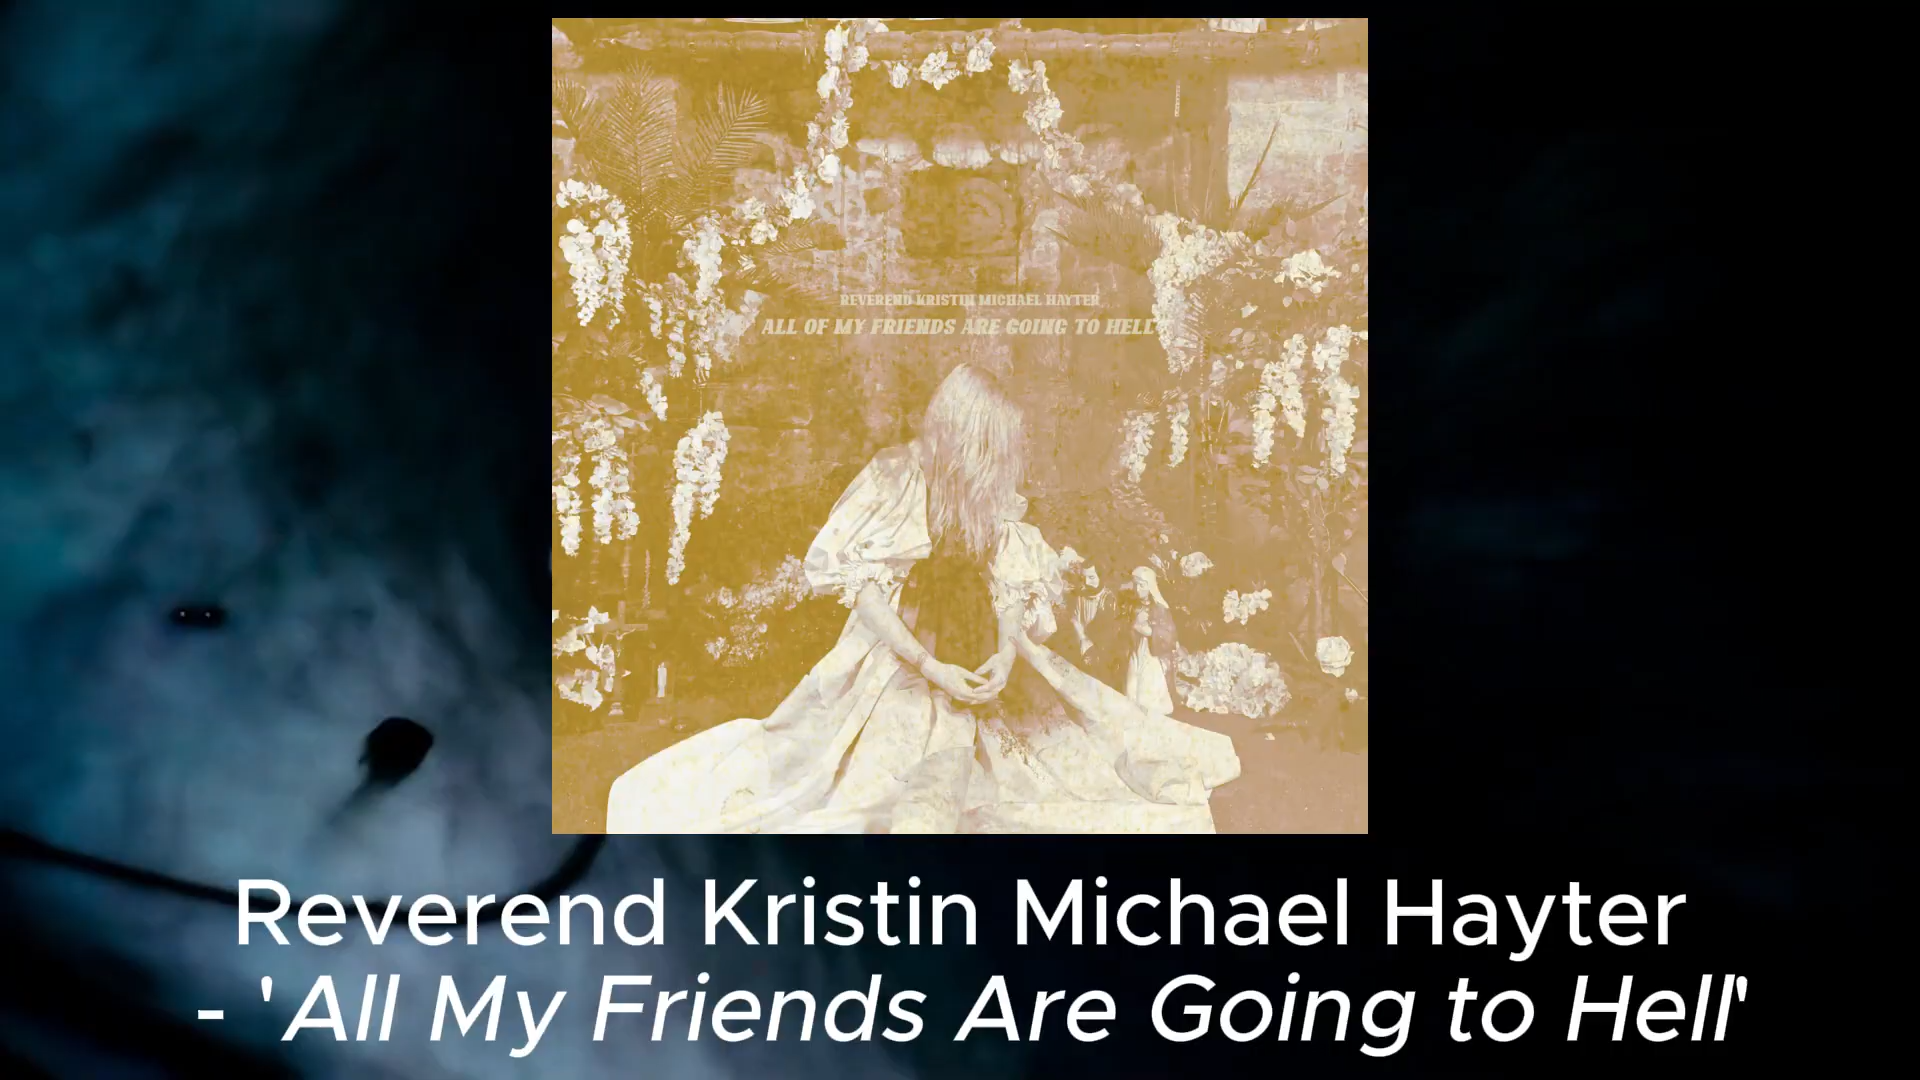 REVEREND KRISTIN MICHAEL HAYTER
ALL OF MY FRIENDS ARE GOING TO HELL
Reverend Kristin Michael Hayter
- 'All My Friends Are Going to Hell'